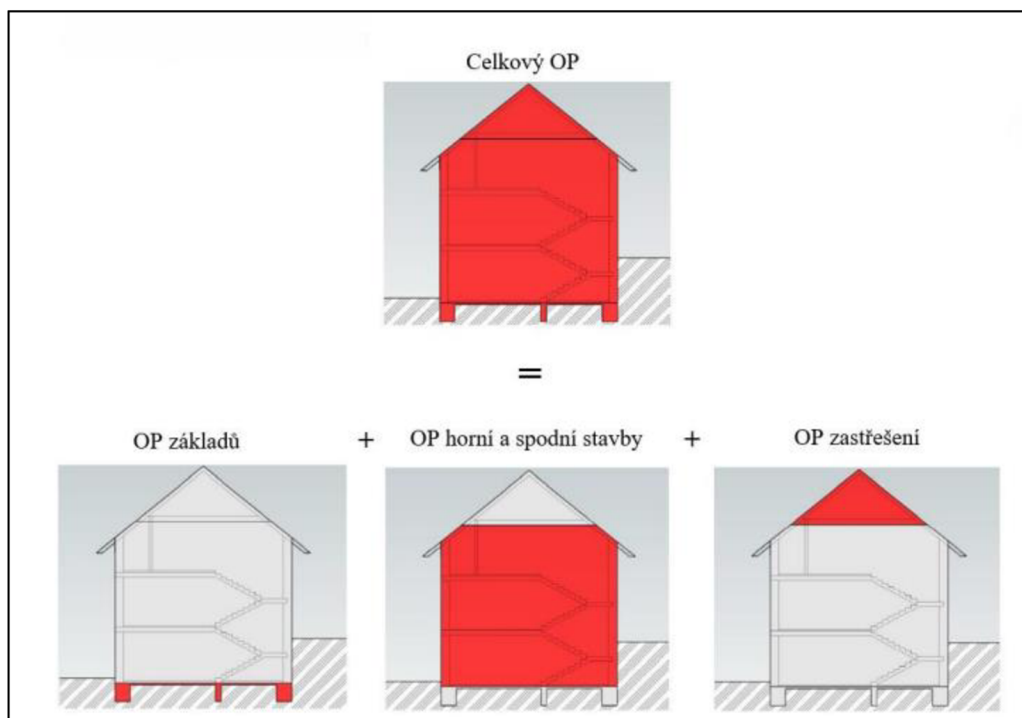 Celkový OP
=
OP základů + OP horní a spodní stavby + OP zastřešení